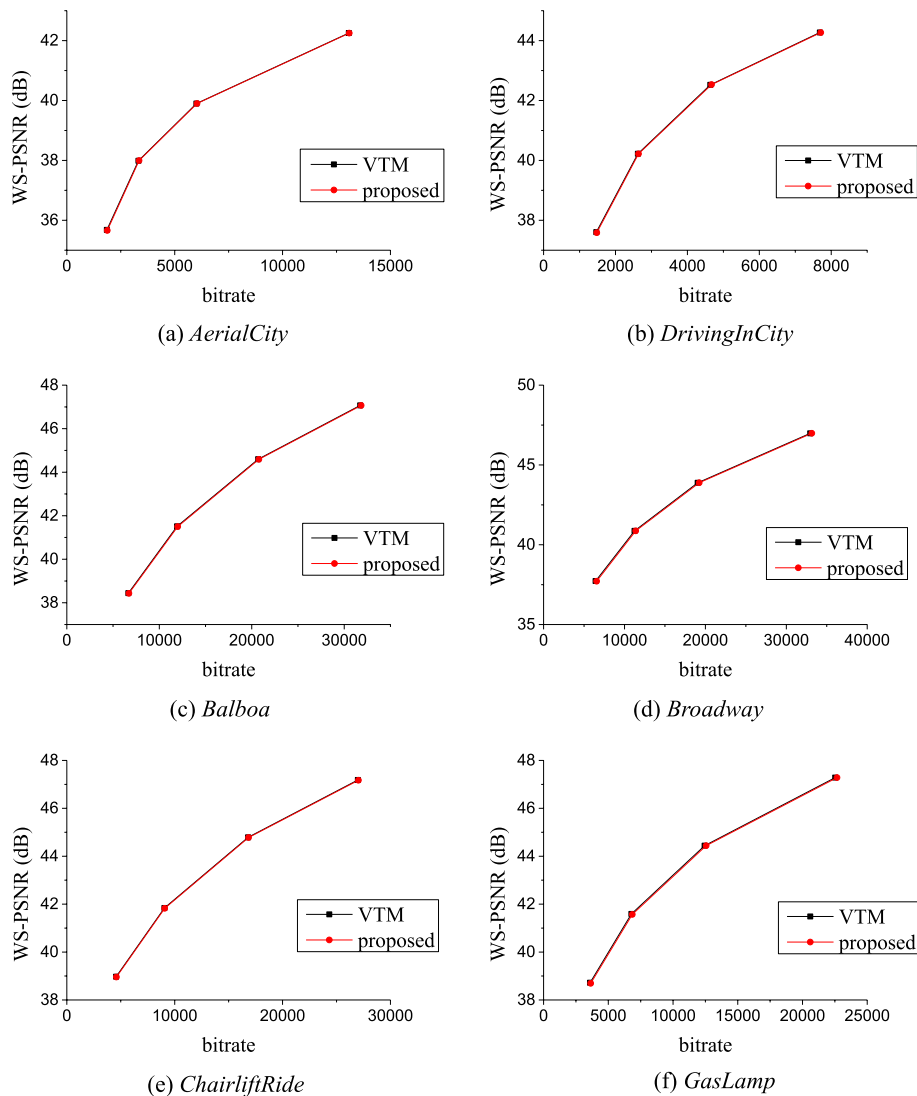 42
40
38
36
WS-PSNR (dB)
0
5000
10000
15000
bitrate
VTM
proposed
(a) AerialCity
44
42
40
38
WS-PSNR (dB)
0
2000
4000
6000
8000
bitrate
VTM
proposed
(b) DrivingInCity
48
46
44
42
40
38
WS-PSNR (dB)
0
10000
20000
30000
bitrate
VTM
proposed
(c) Balboa
50
45
40
35
WS-PSNR (dB)
0
10000
20000
30000
40000
bitrate
VTM
proposed
(d) Broadway
48
46
44
42
40
38
WS-PSNR (dB)
0
10000
20000
30000
bitrate
VTM
proposed
(e) ChairliftRide
48
46
44
42
40
38
WS-PSNR (dB)
0
5000
10000
15000
20000
25000
bitrate
VTM
proposed
(f) GasLamp